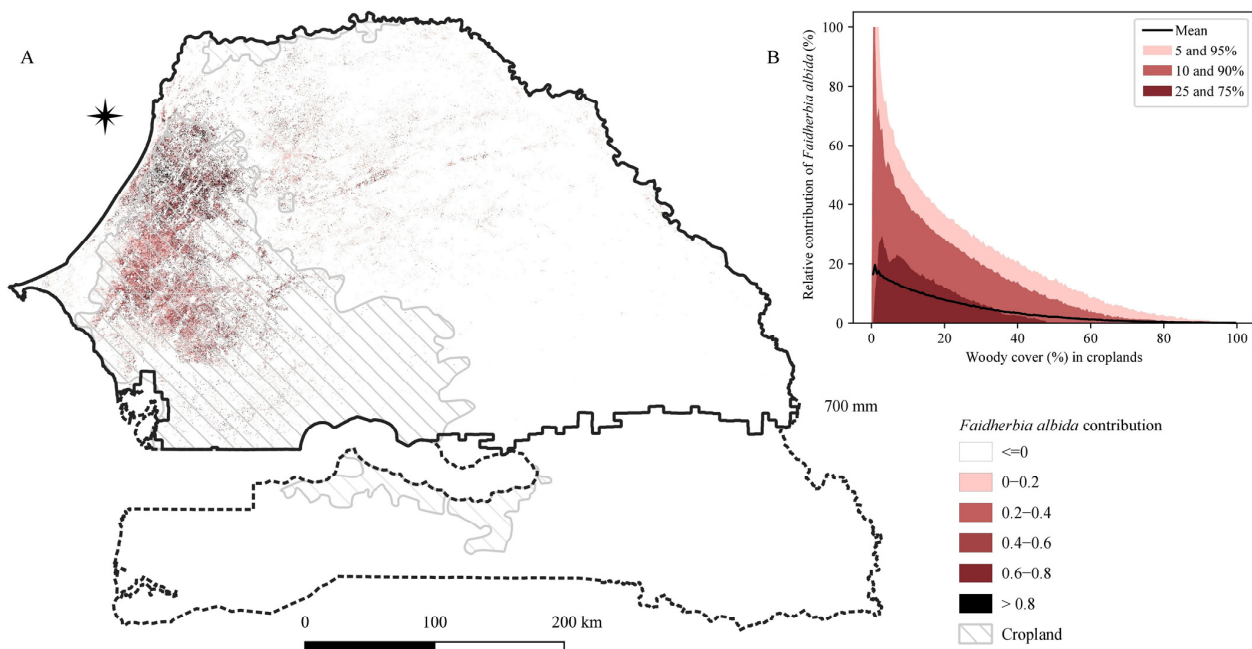 A
B
Relative contribution of Faidherbia albida (%)
100
80
60
40
20
0
0
20
40
60
80
100
Woody cover (%) in croplands
Mean
5 and 95%
10 and 90%
25 and 75%
700 mm
Faidherbia albida contribution
<=0
0−0.2
0.2−0.4
0.4−0.6
0.6−0.8
> 0.8
Cropland
0
100
200 km